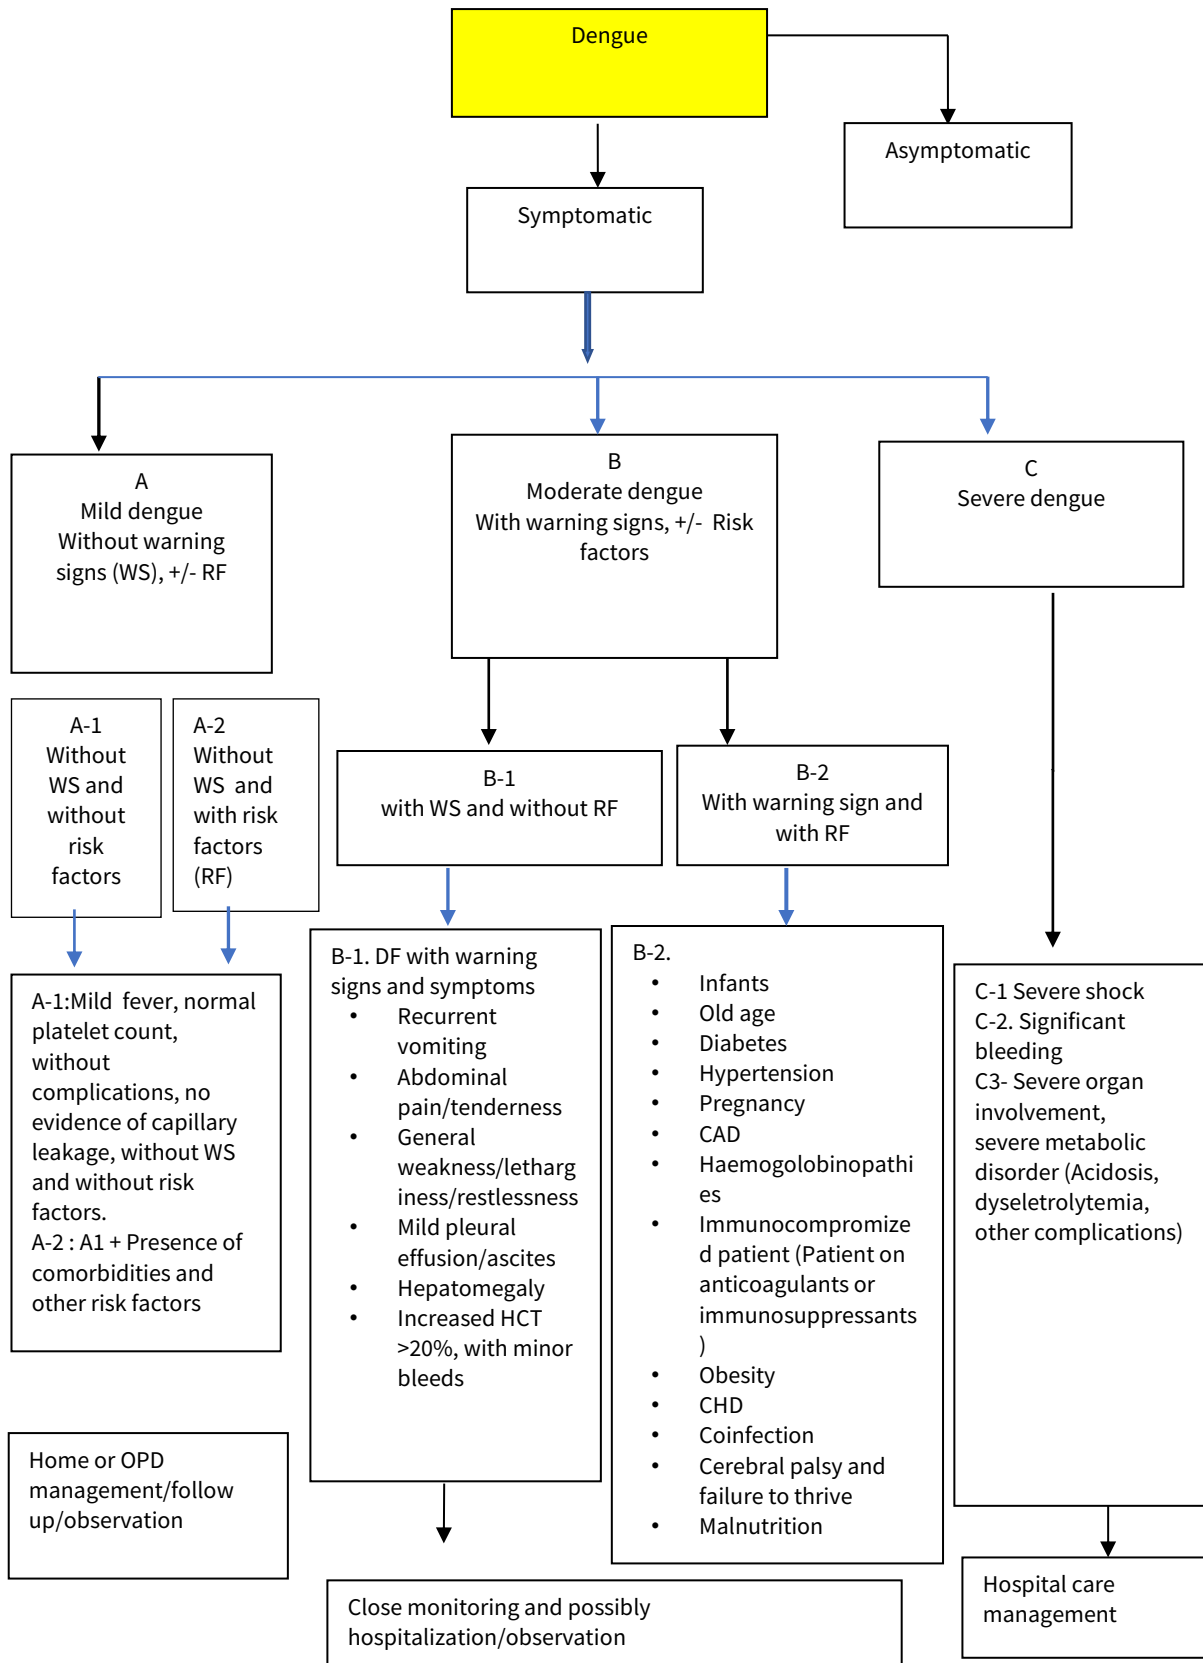 Dengue
Asymptomatic
Symptomatic
A
Mild dengue
Without warning
signs (WS), +/- RF
B
Moderate dengue
With warning signs, +/-  Risk
factors
C
Severe dengue
A-1
Without
WS and
without
risk
factors
A-2
Without
WS  and
with risk
factors
(RF)
B-1
with WS and without RF
B-2
With warning sign and
with RF
A-1:Mild  fever, normal
platelet count,
without
complications, no
evidence of capillary
leakage, without WS
and without risk
factors.
A-2 : A1 + Presence of
comorbidities and
other risk factors
B-1. DF with warning
signs and symptoms
• Recurrent
vomiting
• Abdominal
pain/tenderness
• General
weakness/letharg
iness/restlessness
• Mild pleural
effusion/ascites
• Hepatomegaly
• Increased HCT
>20%, with minor
bleeds
B-2.
• Infants
• Old age
• Diabetes
• Hypertension
• Pregnancy
• CAD
• Haemogolobinopathi
es
• Immunocompromize
d patient (Patient on
anticoagulants or
immunosuppressants
)
• Obesity
• CHD
• Coinfection
• Cerebral palsy and
failure to thrive
• Malnutrition
C-1 Severe shock
C-2. Significant
bleeding
C3- Severe organ
involvement,
severe metabolic
disorder (Acidosis,
dyseletrolytemia,
other complications)
Home or OPD
management/follow
up/observation
Close monitoring and possibly
hospitalization/observation
Hospital care
management